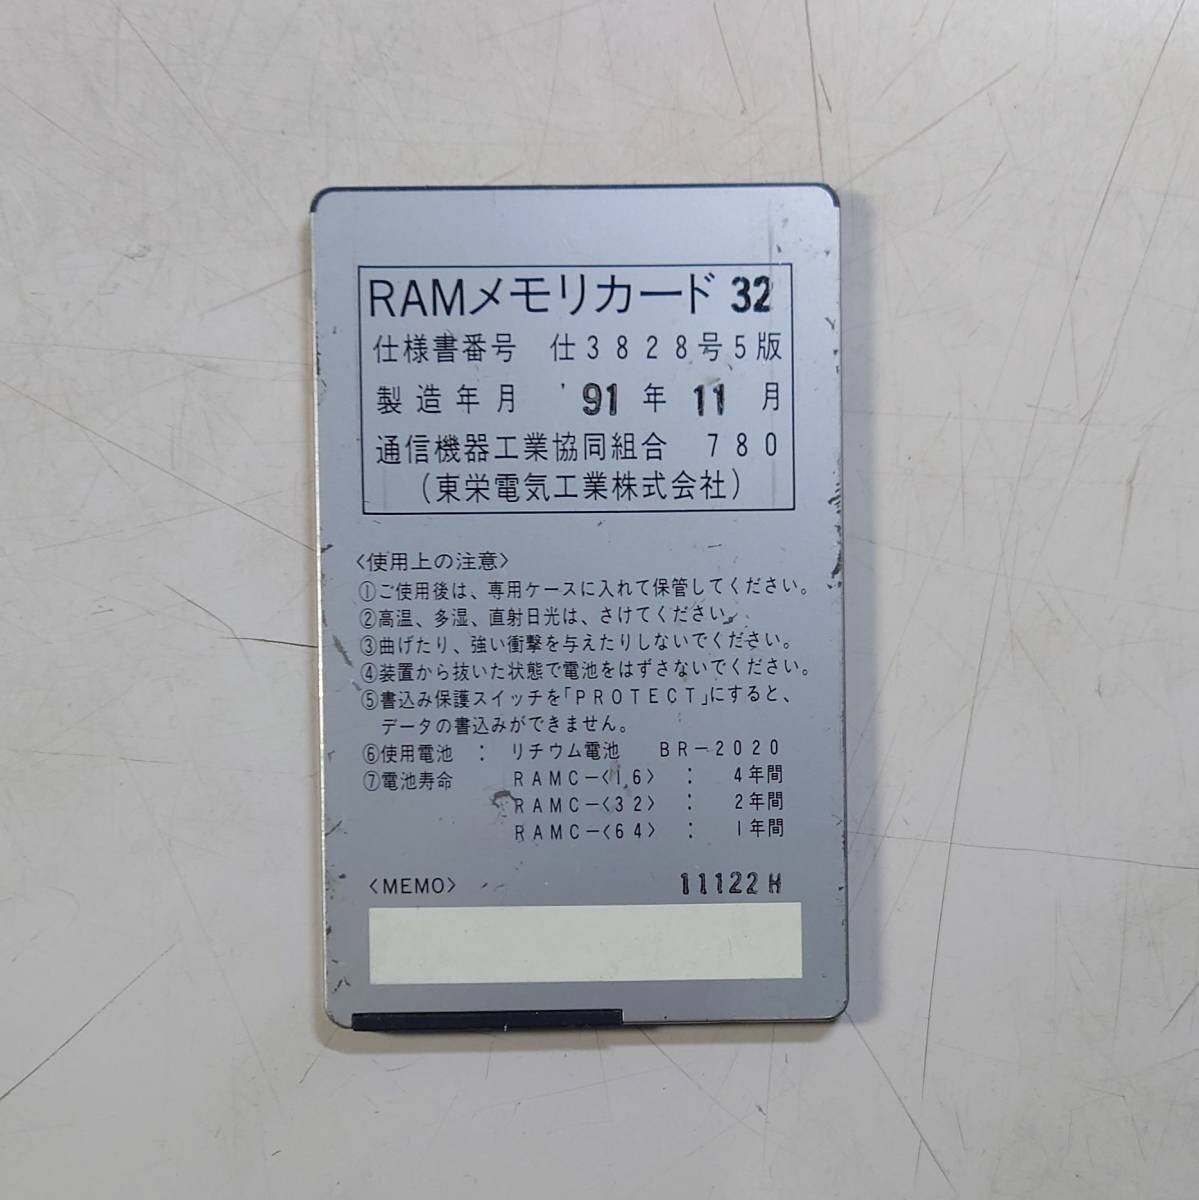 RAMメモリカード 32
仕様書番号 仕3828号5版
製造年月 '91年11月
通信機器工業協同組合 780
(東栄電気工業株式会社)
〈使用上の注意〉
①ご使用後は、専用ケースに入れて保管してください。
②高温、多湿、直射日光は、さけてください。
③曲げたり、強い衝撃を与えたりしないでください。
④装置から抜いた状態で電池をはずさないでください。
⑤書込み保護スイッチを「PROTECT」にすると、
データの書込みができません。
⑥使用電池 : リチウム電池 BR-2020
⑦電池寿命 RAMC-〈16〉 : 4年間
RAMC-〈32〉 : 2年間
RAMC-〈64〉 : 1年間
〈MEMO〉 11122H